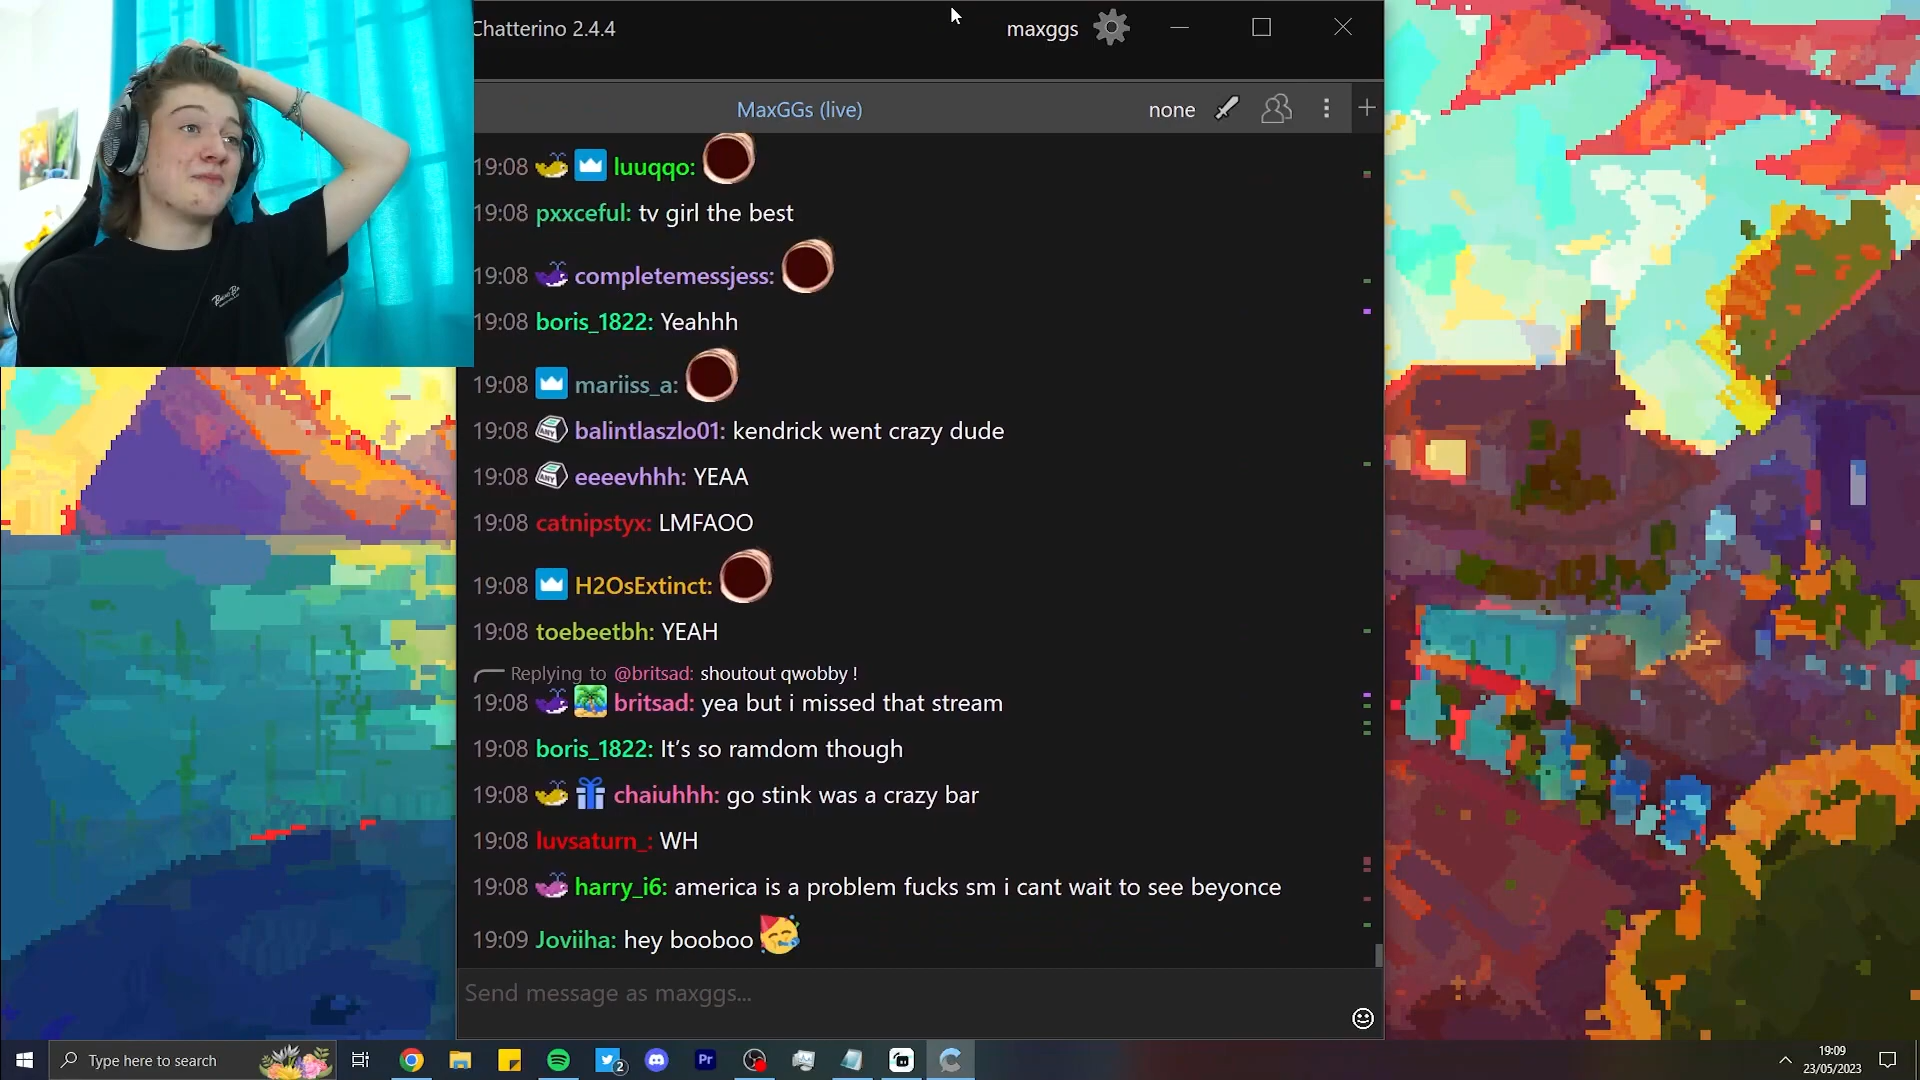 Chatterino 2.4.4
maxggs
MaxGGs (live)
none
19:08 luuqqo:
19:08 pxxceful: tv girl the best
19:08 completemessjess:
19:08 boris_1822: Yeahhh
19:08 mariiss_a:
19:08 balintlaszlo01: kendrick went crazy dude
19:08 eeeevhhh: YEAA
19:08 catnipstyx: LMFAOO
19:08 H2OsExtinct:
19:08 toebeetbh: YEAH
Replying to @britsad: shoutout qwobby !
19:08 britsad: yea but i missed that stream
19:08 boris_1822: It’s so ramdom though
19:08 chaiuhhh: go stink was a crazy bar
19:08 luvsaturn_: WH
19:08 harry_i6: america is a problem fucks sm i cant wait to see beyonce
19:09 Joviiha: hey booboo
Send message as maxggs...
Type here to search
2
Pr
19:09
23/05/2023